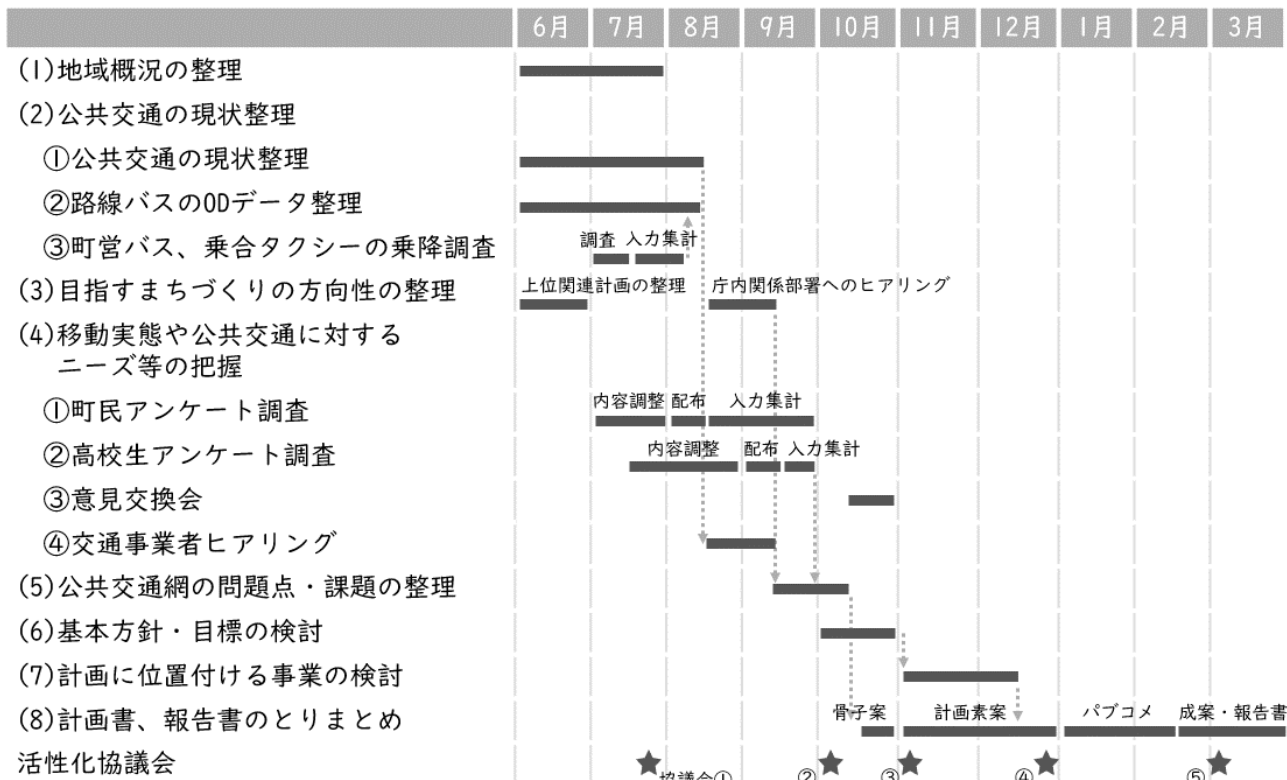 6月 7月 8月 9月 10月 11月 12月 1月 2月 3月
(1)地域概況の整理
(2)公共交通の現状整理
①公共交通の現状整理
②路線バスのODデータ整理
調査 入力集計
③町営バス、乗合タクシーの乗降調査
上位関連計画の整理 庁内関係部署へのヒアリング
(3)目指すまちづくりの方向性の整理
(4)移動実態や公共交通に対する
ニーズ等の把握
内容調整 配布 入力集計
①町民アンケート調査
内容調整 配布 入力集計
②高校生アンケート調査
③意見交換会
④交通事業者ヒアリング
(5)公共交通網の問題点・課題の整理
(6)基本方針・目標の検討
(7)計画に位置付ける事業の検討
骨子案 計画素案 パブコメ 成案・報告書
(8)計画書、報告書のとりまとめ
活性化協議会
協議会① ② ③ ④ ⑤